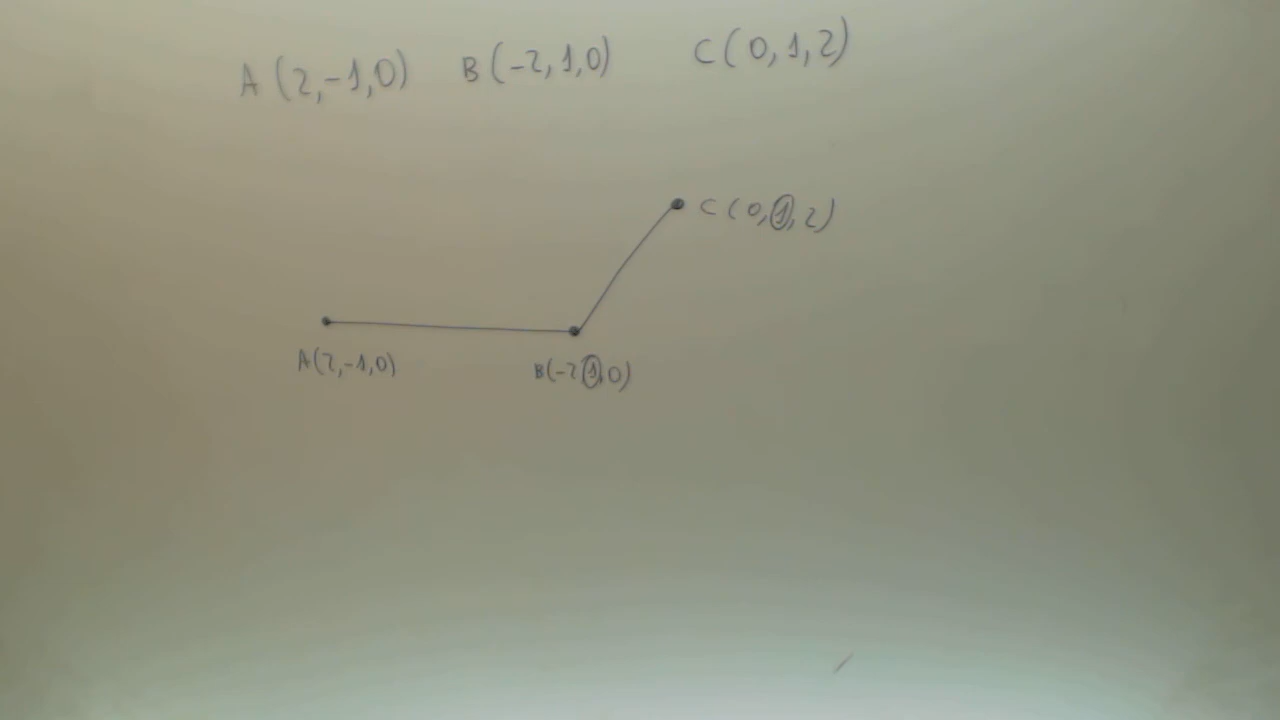 A (2,-1,0) B (-2,1,0) C ( 0,1,2)
C ( 0,1,2)
A(2,-1,0) B(-2 1,0)